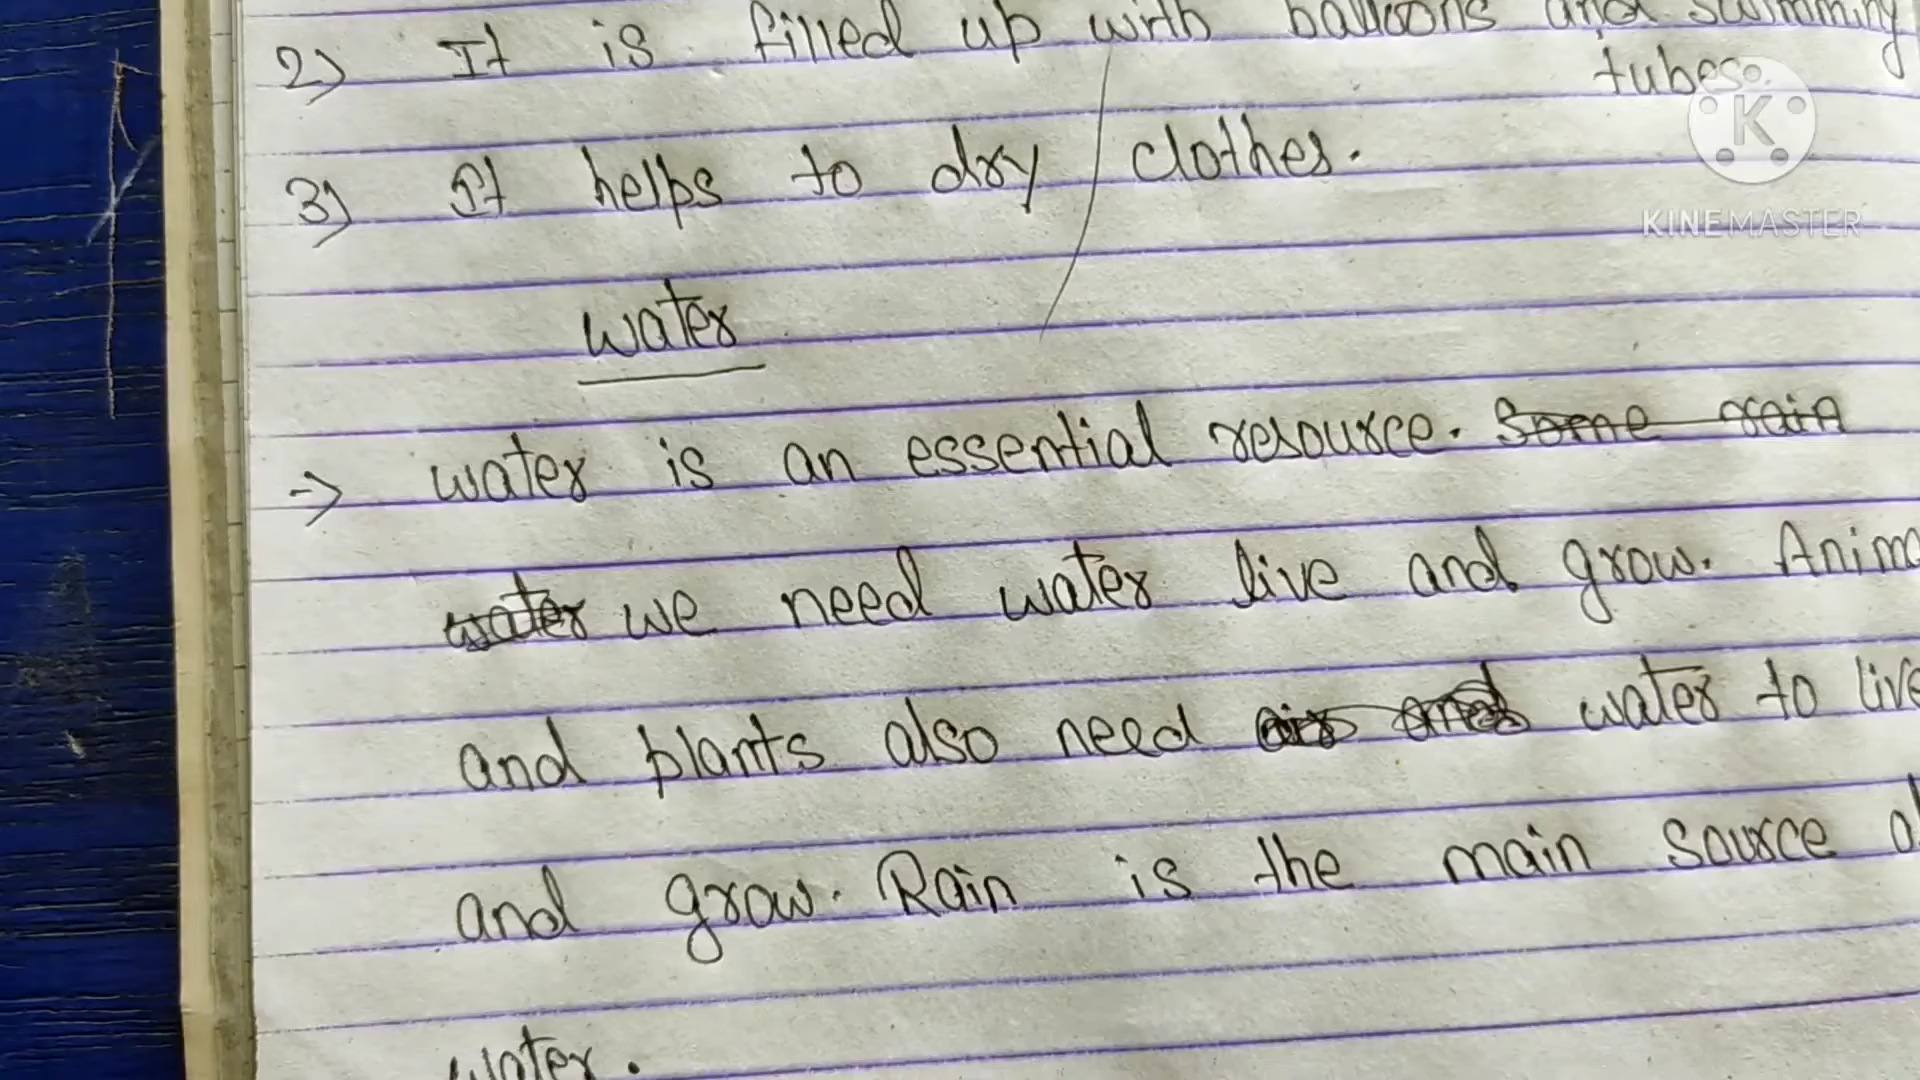 2) It is filled up with balloons and swimming
tubes.
3) It helps to dry clothes.
water
→ water is an essential resource. Some rain
water we need water live and grow. Anima
and plants also need air and water to live
and grow. Rain is the main source of
water.
K
KINEMASTER